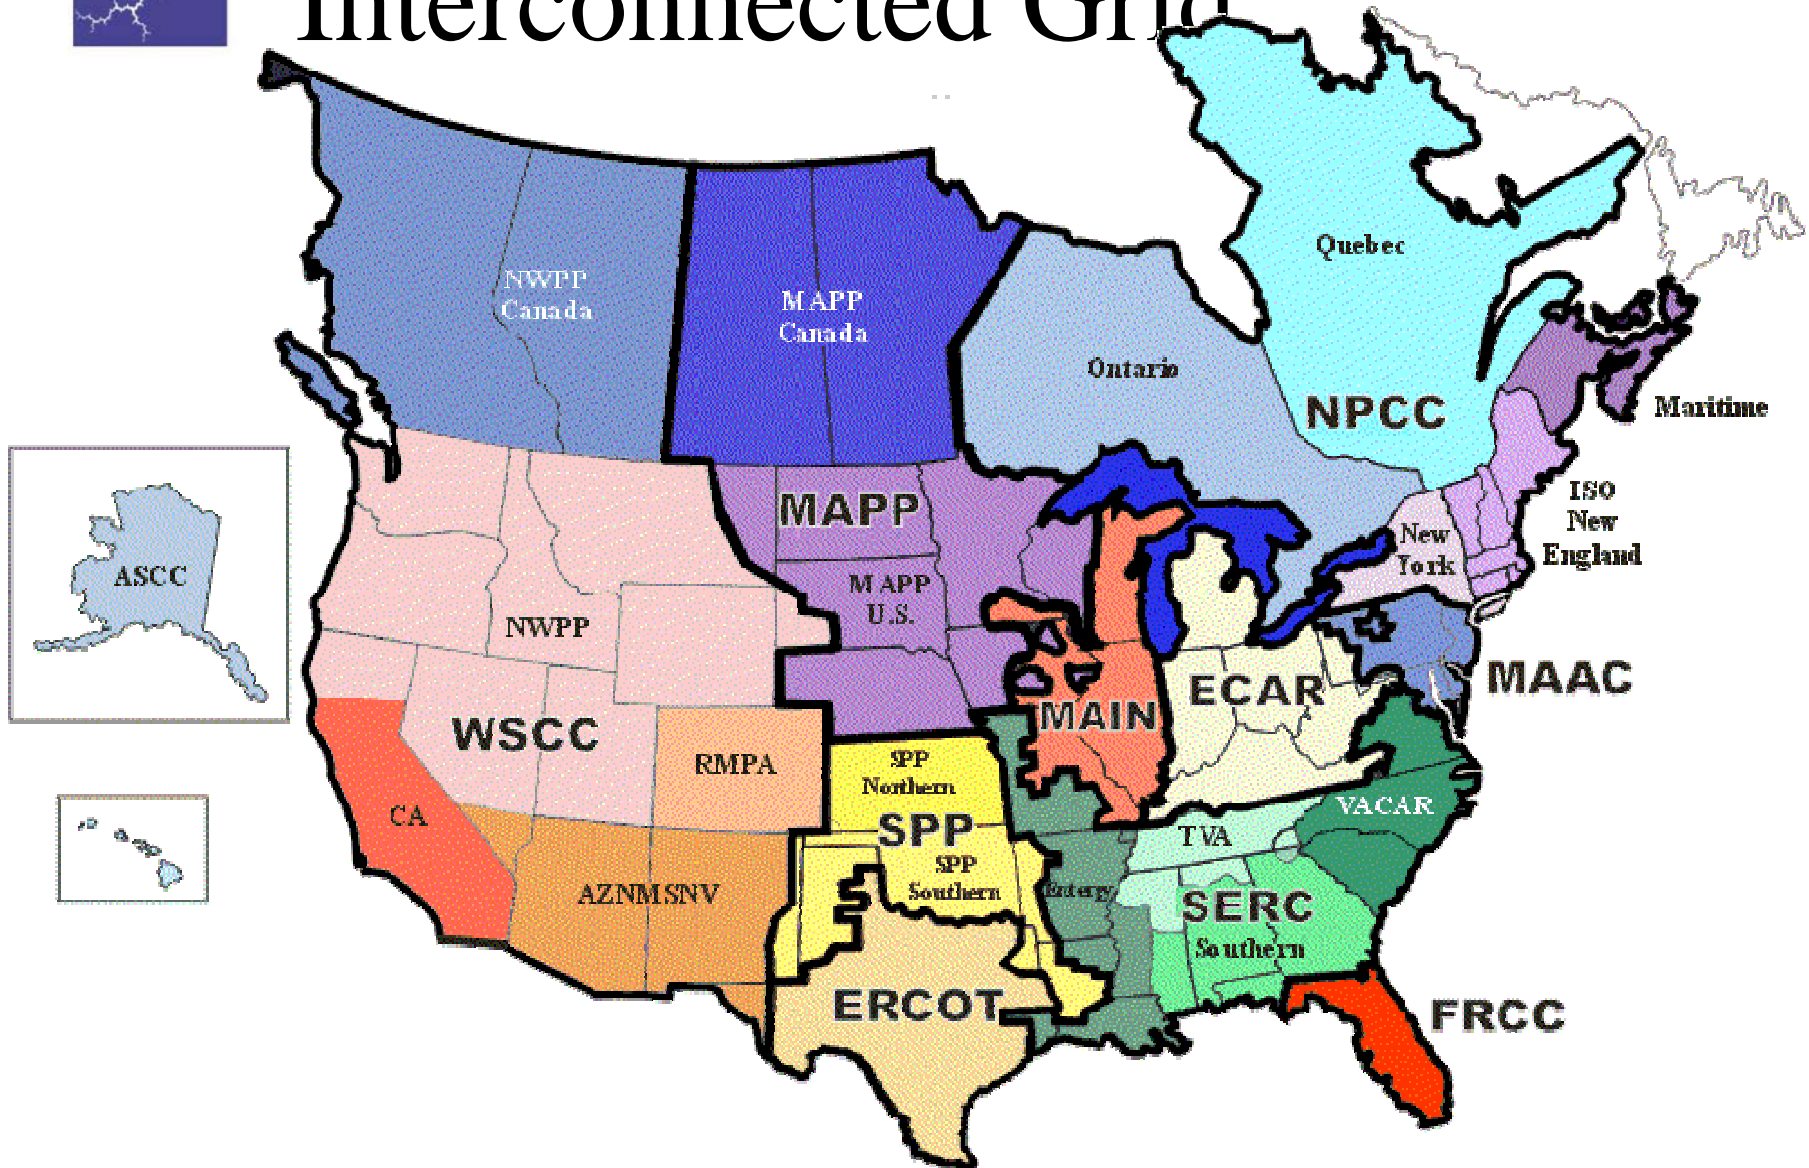 Interconnected Grid
Quebec
NWPP
Canada
MAPP
Canada
Ontario
NPCC
Maritime
MAPP
ISO
New
England
New
York
ASCC
MAPP
U.S.
NWPP
MAAC
ECAR
WSCC
MAIN
RMPA
SPP
Northern
CA
VACAR
SPP
TVA
SPP
Southern
AZNMSNV
Entergy
SERC
Southern
ERCOT
FRCC